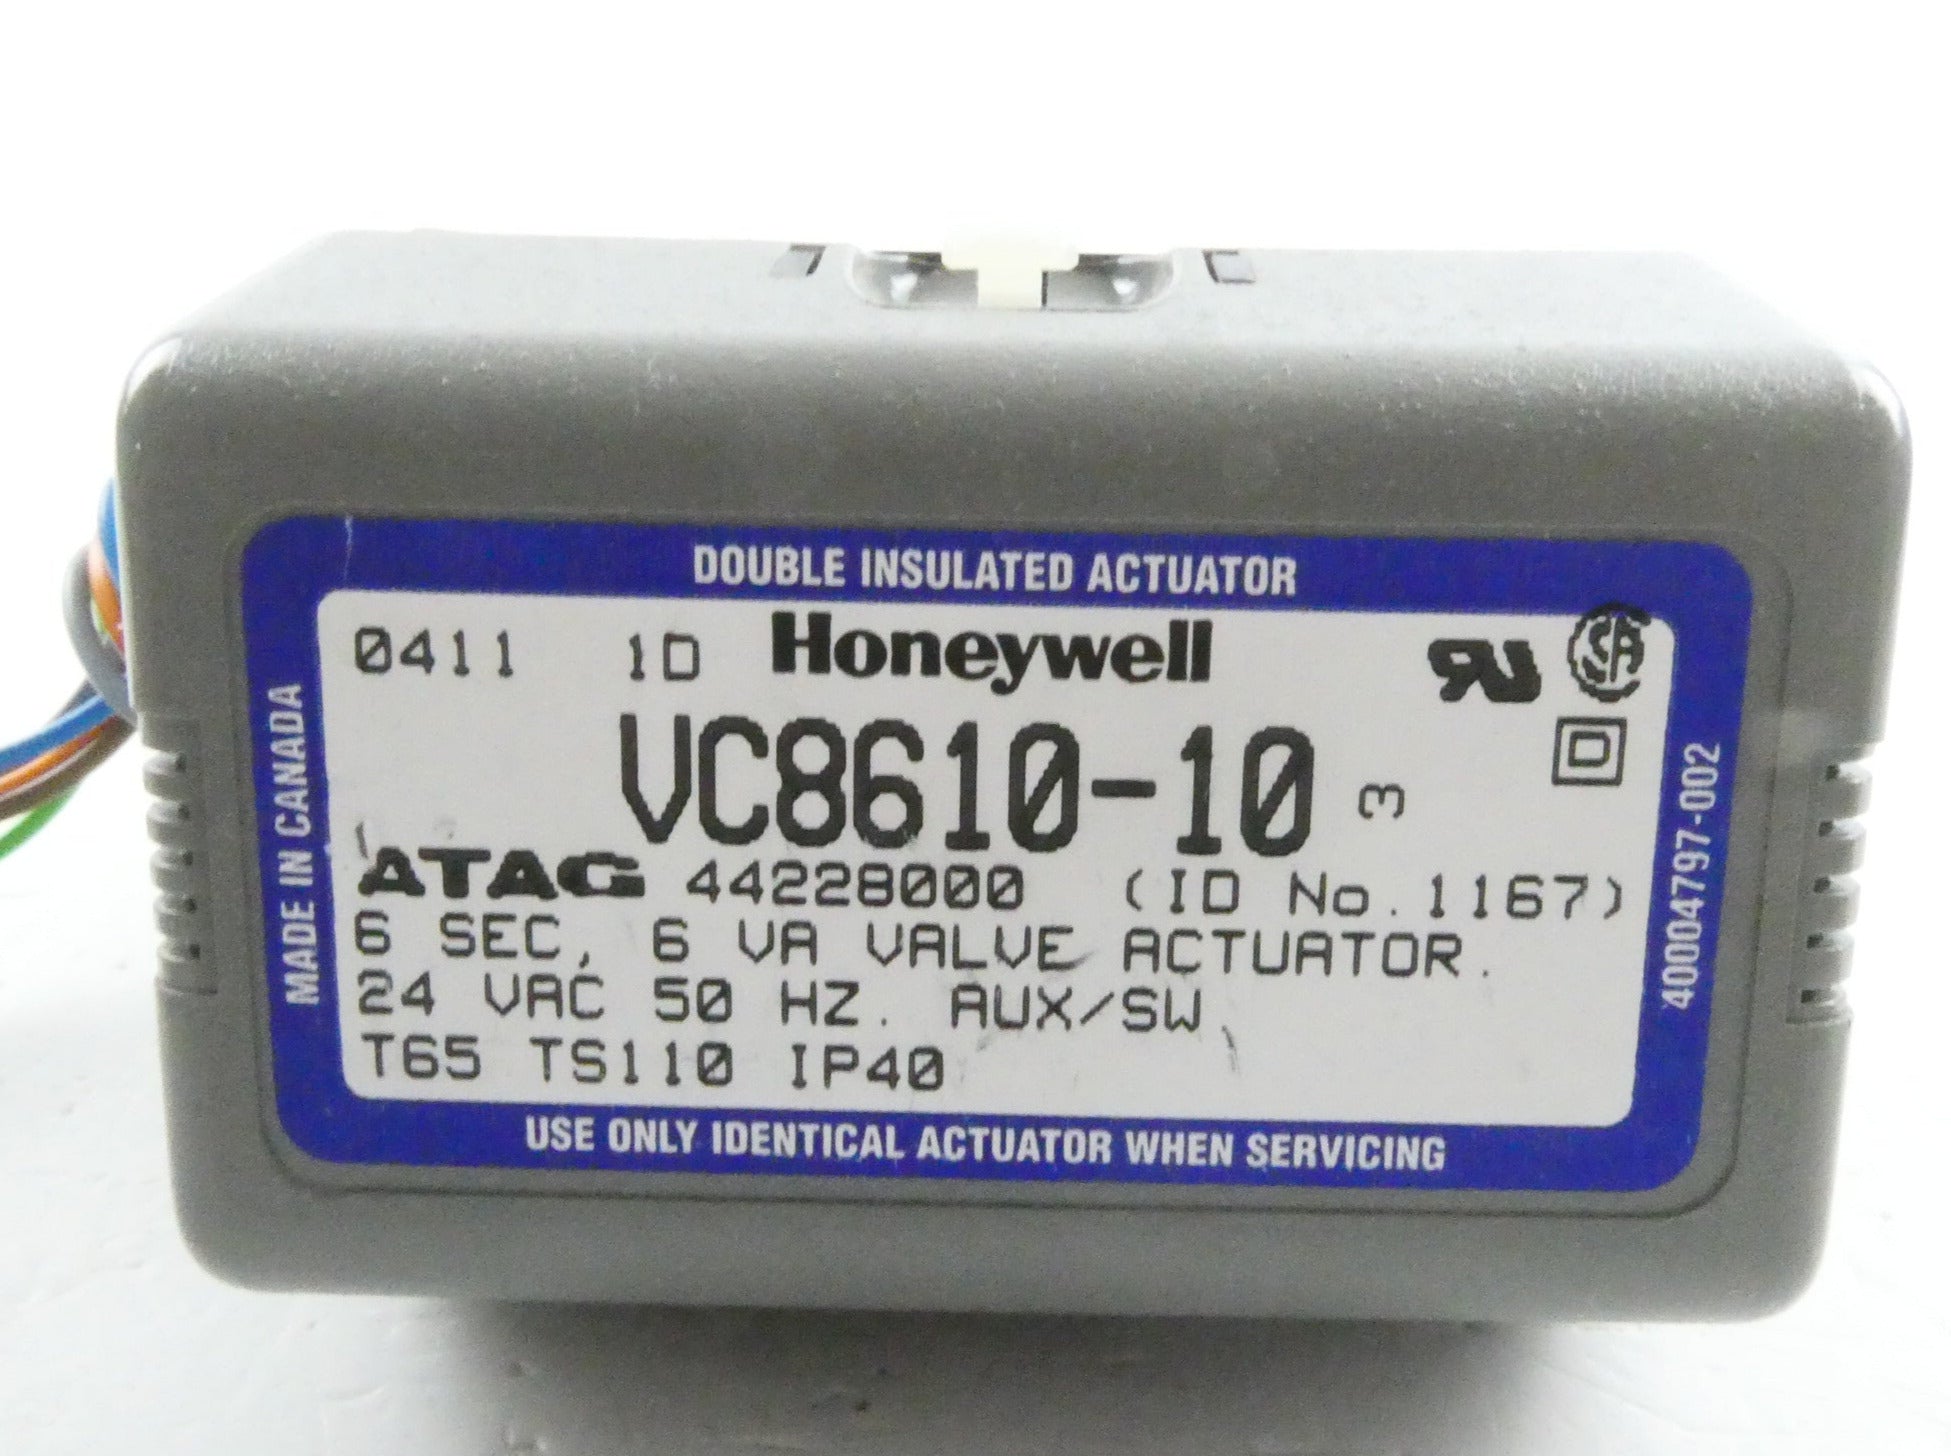 DOUBLE INSULATED ACTUATOR
0411 1D Honeywell
VC8610-10 3
ATAG 44228000 (ID No. 1167)
6 SEC, 6 VA VALVE ACTUATOR.
24 VAC 50 HZ. AUX/SW
T65 TS110 IP40
USE ONLY IDENTICAL ACTUATOR WHEN SERVICING
MADE IN CANADA
40004797-002